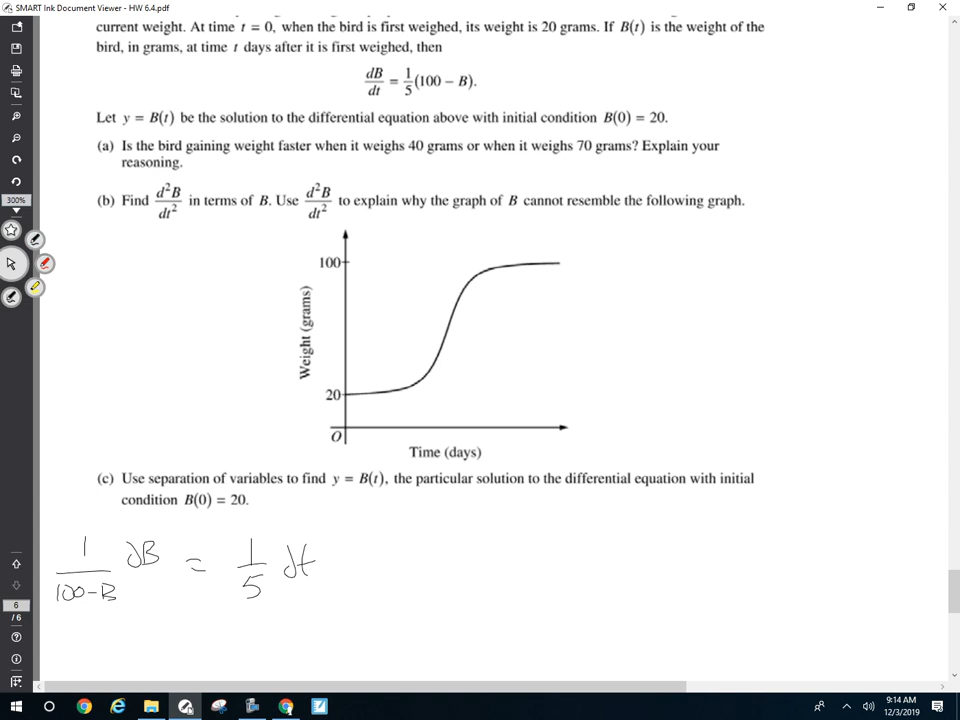 SMART Ink Document Viewer - HW 6.4.pdf
current weight. At time t = 0, when the bird is first weighed, its weight is 20 grams. If B(t) is the weight of the
bird, in grams, at time t days after it is first weighed, then
dB/dt = 1/5(100 − B).
Let y = B(t) be the solution to the differential equation above with initial condition B(0) = 20.
(a) Is the bird gaining weight faster when it weighs 40 grams or when it weighs 70 grams? Explain your
reasoning.
(b) Find d²B/dt² in terms of B. Use d²B/dt² to explain why the graph of B cannot resemble the following graph.
300%
100
Weight (grams)
20
O
Time (days)
(c) Use separation of variables to find y = B(t), the particular solution to the differential equation with initial
condition B(0) = 20.
1/(100−B) dB = 1/5 dt
6
/ 6
9:14 AM
12/3/2019